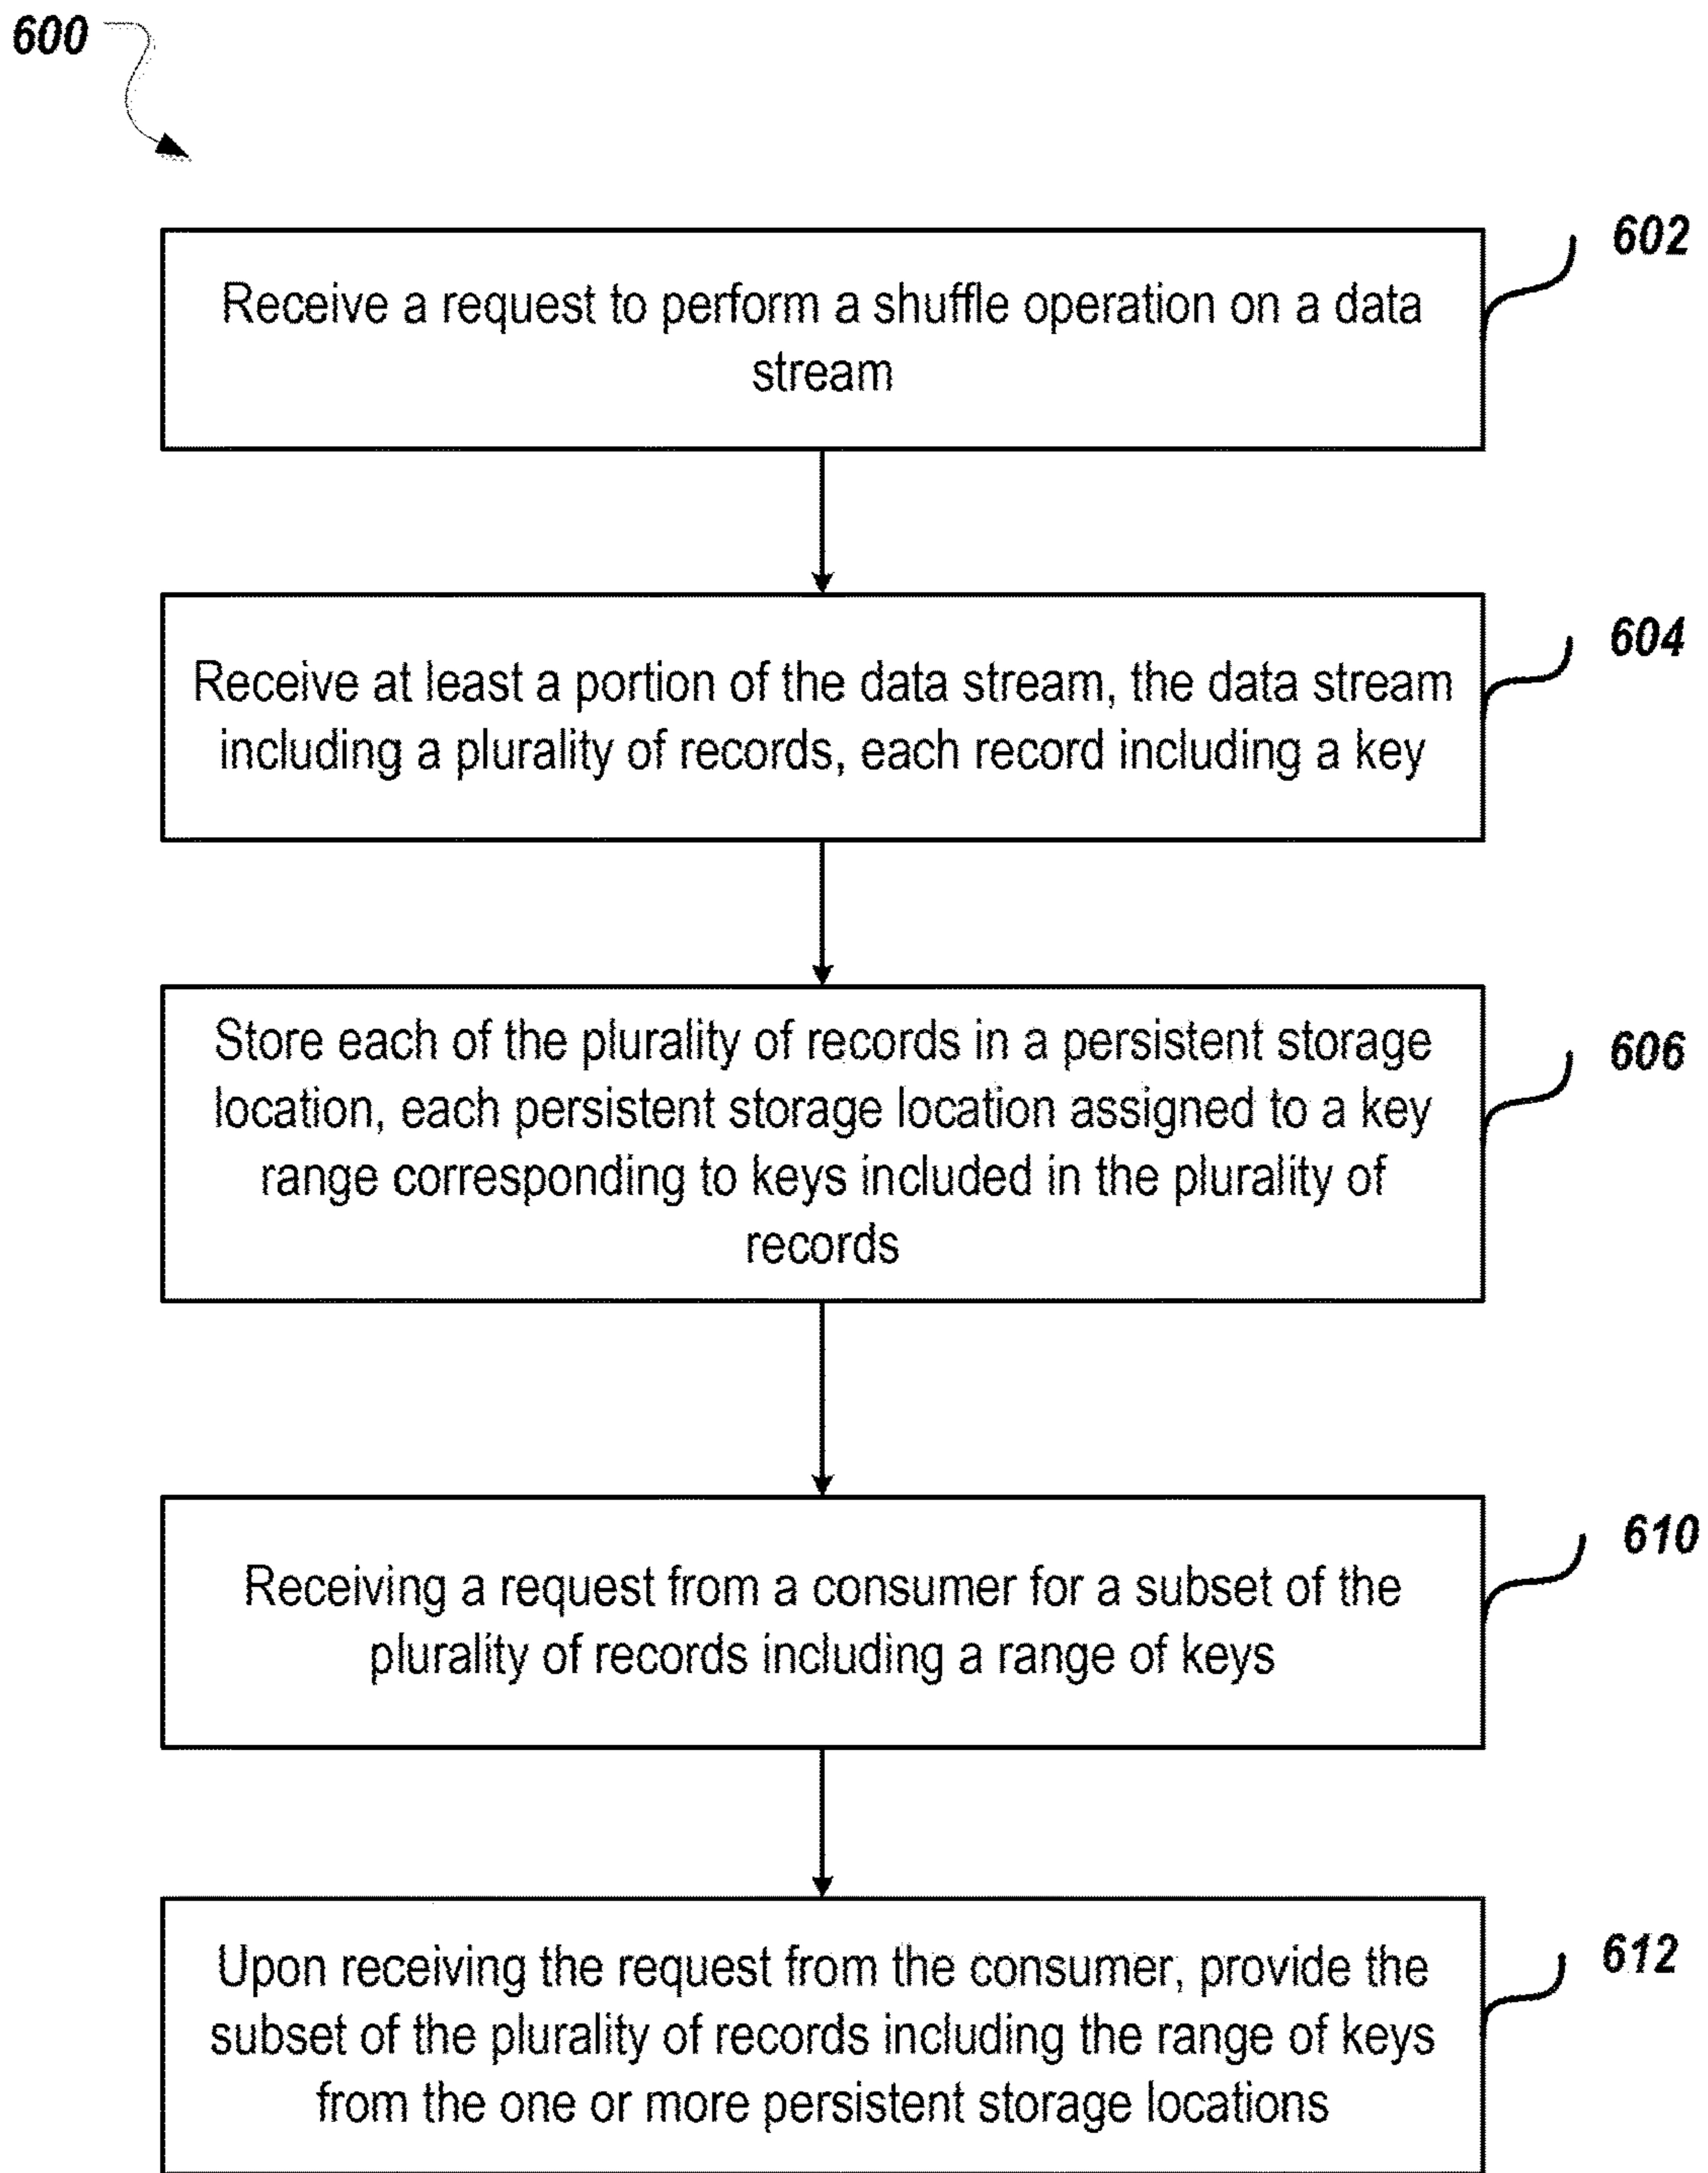 600
602
Receive a request to perform a shuffle operation on a data
stream
604
Receive at least a portion of the data stream, the data stream
including a plurality of records, each record including a key
606
Store each of the plurality of records in a persistent storage
location, each persistent storage location assigned to a key
range corresponding to keys included in the plurality of
records
610
Receiving a request from a consumer for a subset of the
plurality of records including a range of keys
612
Upon receiving the request from the consumer, provide the
subset of the plurality of records including the range of keys
from the one or more persistent storage locations